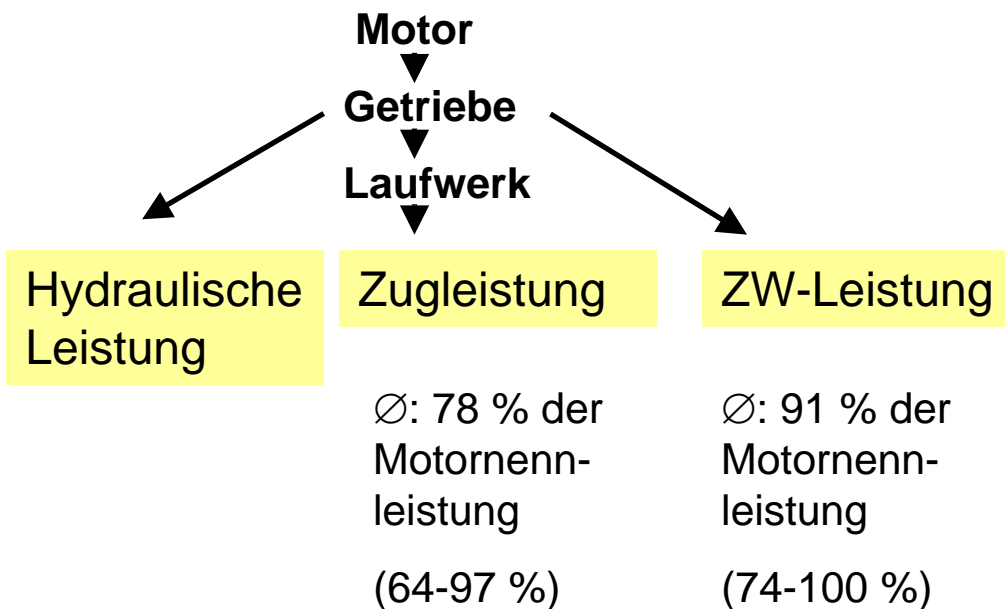 Motor
Getriebe
Laufwerk
Hydraulische
Leistung
Zugleistung
ZW-Leistung
∅: 78 % der
Motornenn-
leistung
(64-97 %)
∅: 91 % der
Motornenn-
leistung
(74-100 %)